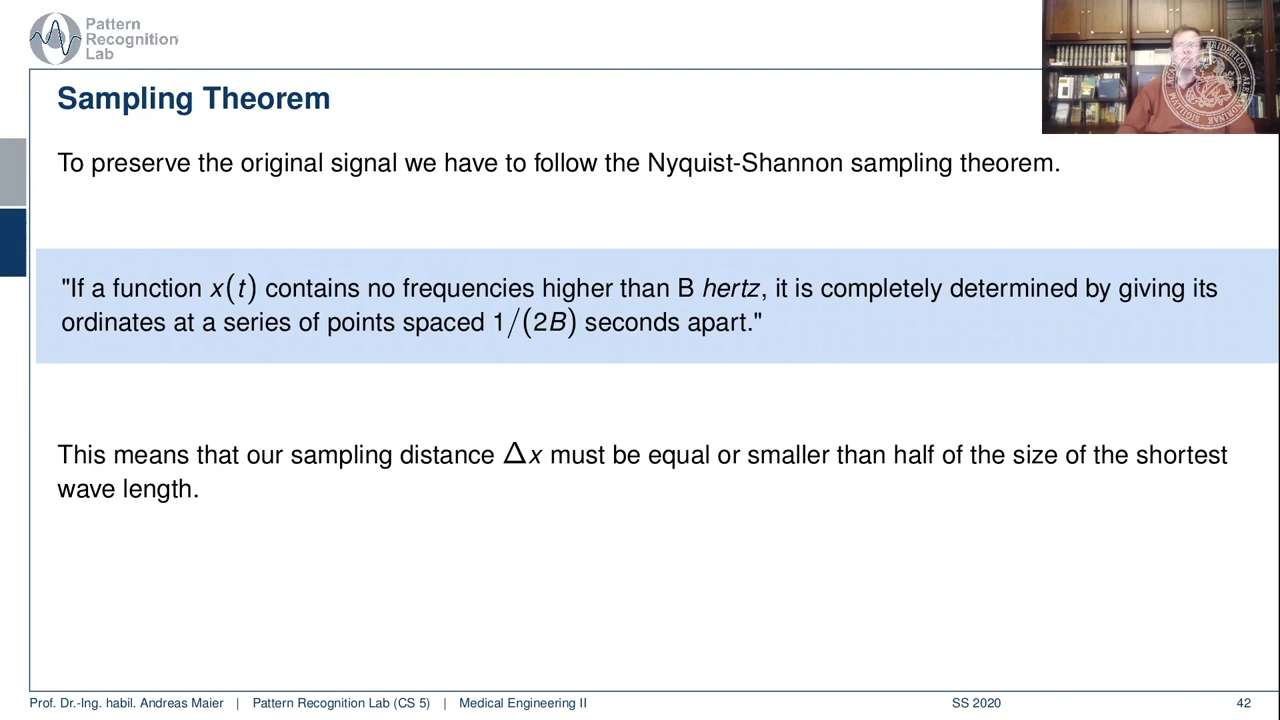 Pattern
Recognition
Lab
Sampling Theorem
To preserve the original signal we have to follow the Nyquist-Shannon sampling theorem.
"If a function x(t) contains no frequencies higher than B hertz, it is completely determined by giving its
ordinates at a series of points spaced 1/(2B) seconds apart."
This means that our sampling distance Δx must be equal or smaller than half of the size of the shortest
wave length.
Prof. Dr.-Ing. habil. Andreas Maier | Pattern Recognition Lab (CS 5) | Medical Engineering II SS 2020 42